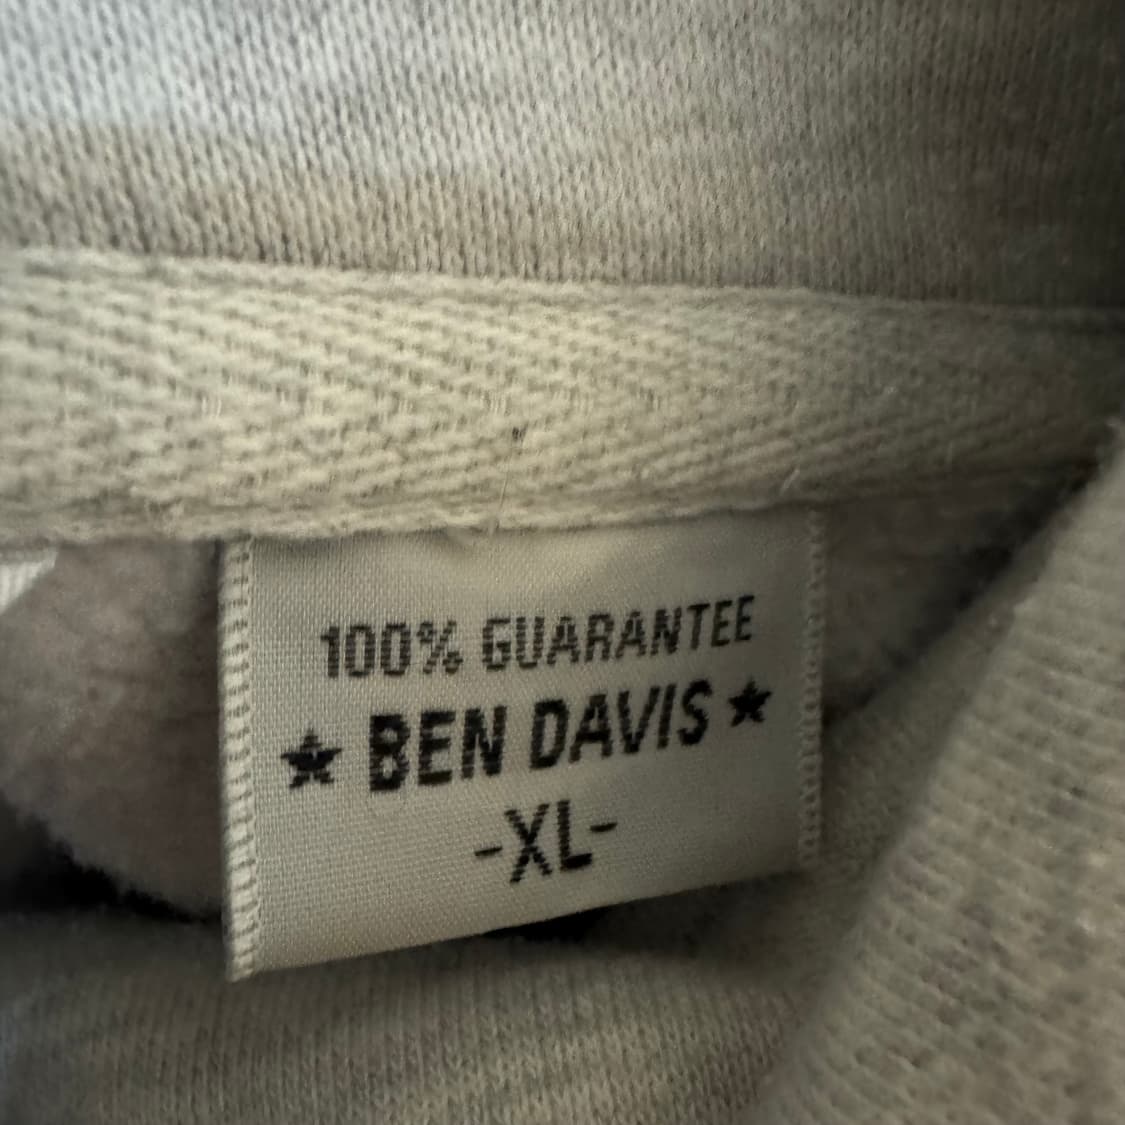 100% GUARANTEE
★ BEN DAVIS ★
-XL-